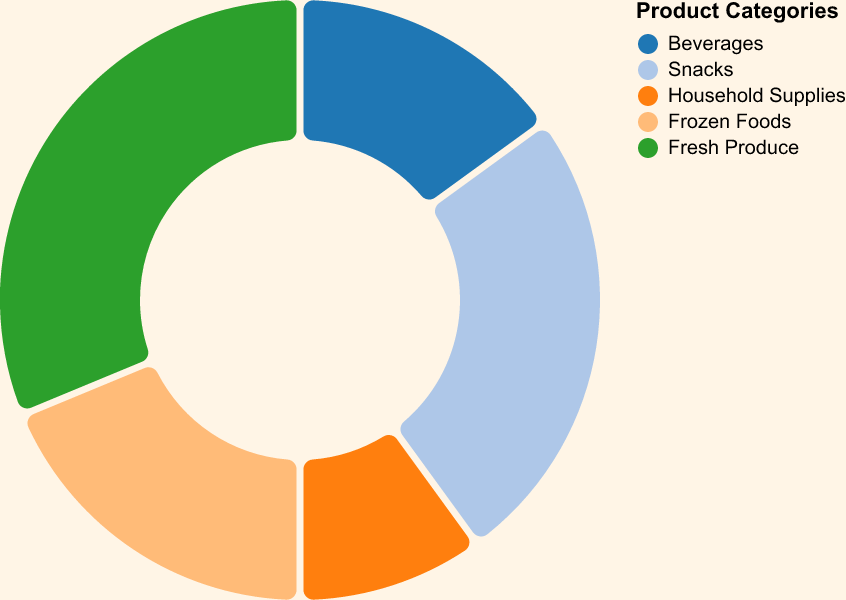 Product Categories
Beverages
Snacks
Household Supplies
Frozen Foods
Fresh Produce